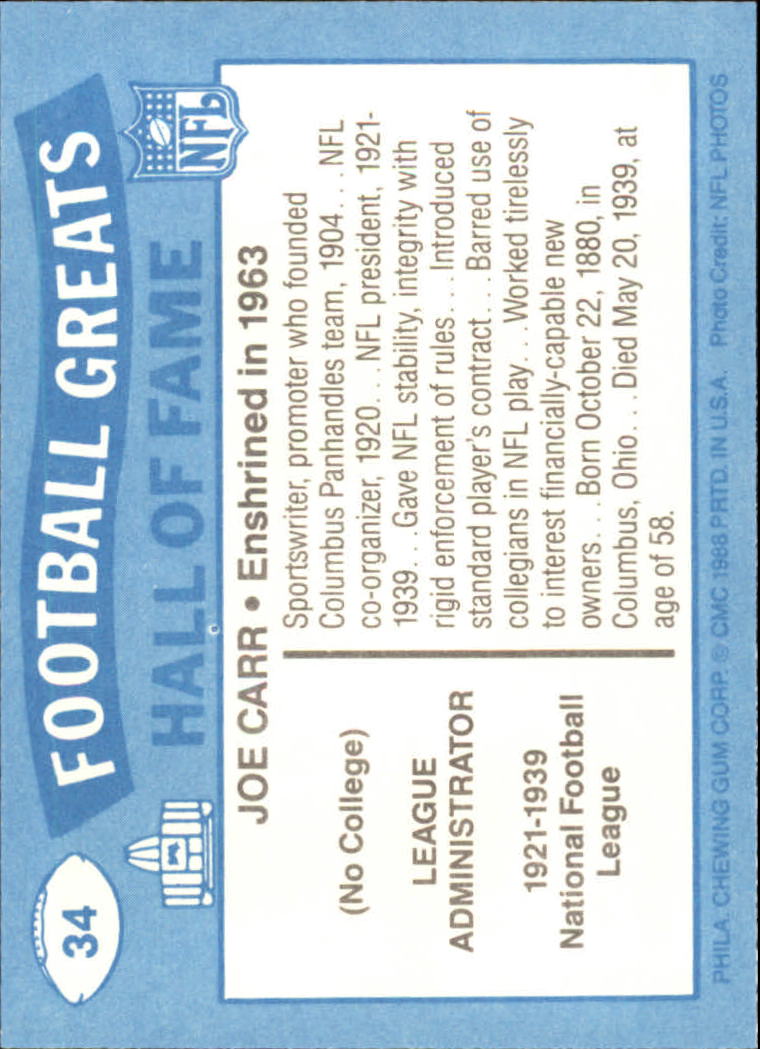 34
FOOTBALL GREATS
HALL OF FAME
NFL
JOE CARR • Enshrined in 1963
(No College)
LEAGUE
ADMINISTRATOR
1921-1939
National Football
League
Sportswriter, promoter who founded
Columbus Panhandles team, 1904...NFL
co-organizer, 1920...NFL president, 1921-
1939...Gave NFL stability, integrity with
rigid enforcement of rules...Introduced
standard player's contract...Barred use of
collegians in NFL play...Worked tirelessly
to interest financially-capable new
owners...Born October 22, 1880, in
Columbus, Ohio...Died May 20, 1939, at
age of 58.
PHILA. CHEWING GUM CORP. © CMC 1988 PRTD. IN U.S.A. Photo Credit: NFL PHOTOS